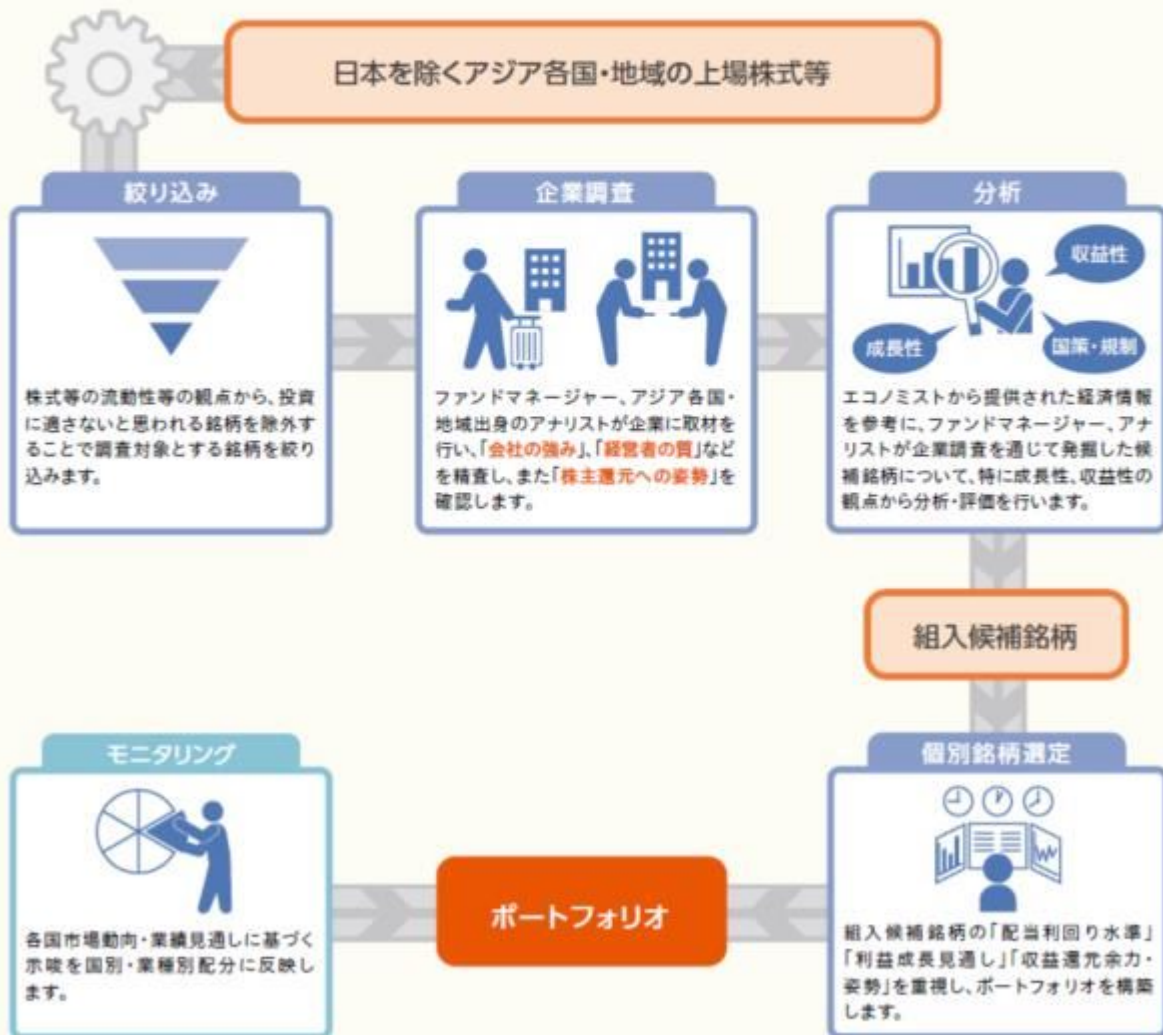 日本を除くアジア各国・地域の上場株式等
絞り込み
株式等の流動性等の観点から、投資
に適さないと思われる銘柄を除外す
ることで調査対象とする銘柄を絞り
込みます。
企業調査
ファンドマネージャー、アジア各国・
地域出身のアナリストが企業に取材を
行い、「会社の強み」、「経営者の質」など
を精査し、また「株主還元への姿勢」を
確認します。
分析
収益性
成長性
国策・規制
エコノミストから提供された経済情報
を参考に、ファンドマネージャー、アナ
リストが企業調査を通じて発掘した候
補銘柄について、特に成長性、収益性の
観点から分析・評価を行います。
組入候補銘柄
個別銘柄選定
組入候補銘柄の「配当利回り水準」
「利益成長見通し」「収益還元余力・
姿勢」を重視し、ポートフォリオを構築
します。
ポートフォリオ
モニタリング
各国市場動向・業績見通しに基づく
示唆を国別・業種別配分に反映し
ます。